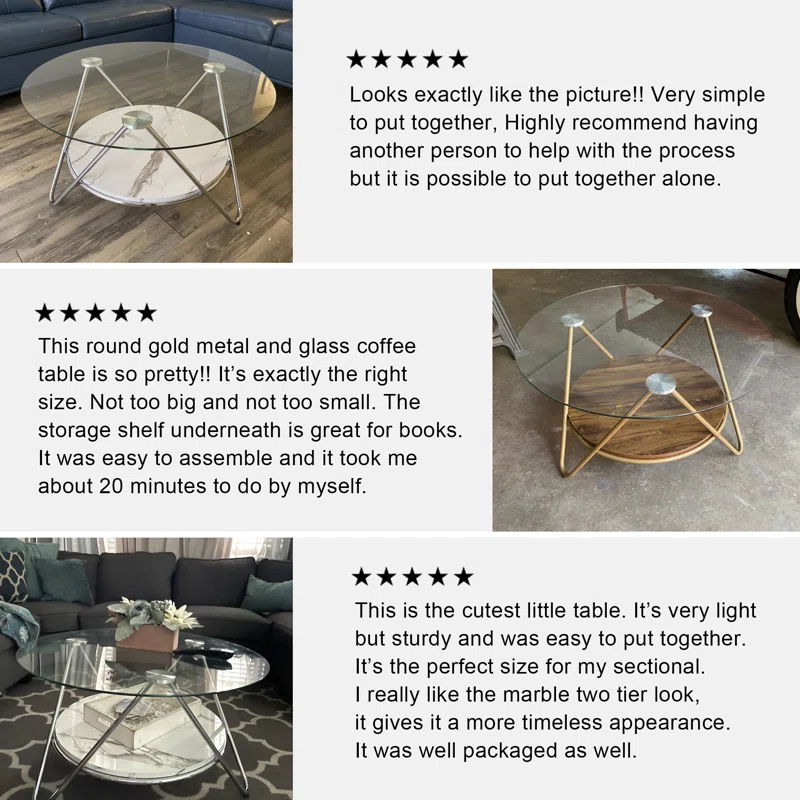 ★★★★★
Looks exactly like the picture!! Very simple
to put together, Highly recommend having
another person to help with the process
but it is possible to put together alone.
★★★★★
This round gold metal and glass coffee
table is so pretty!! It’s exactly the right
size. Not too big and not too small. The
storage shelf underneath is great for books.
It was easy to assemble and it took me
about 20 minutes to do by myself.
★★★★★
This is the cutest little table. It’s very light
but sturdy and was easy to put together.
It’s the perfect size for my sectional.
I really like the marble two tier look,
it gives it a more timeless appearance.
It was well packaged as well.